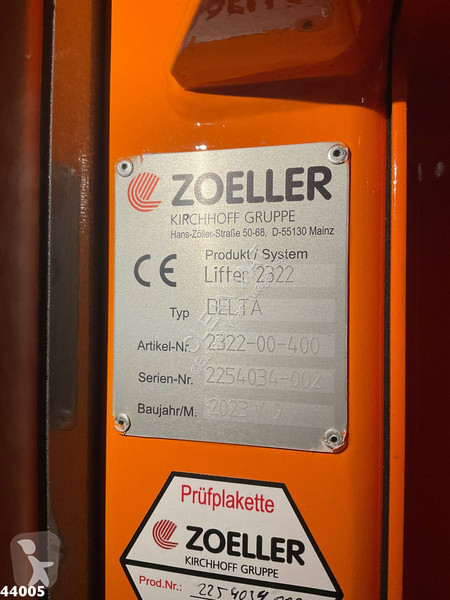 ZOELLER
KIRCHHOFF GRUPPE
Hans-Zöller-Straße 50-68, D-55130 Mainz
CE
Produkt / System
Lifter 2322
Typ DELTA
Artikel-Nr. 2322-00-400
Serien-Nr. 2254034-002
Baujahr/M. 2023 / 9
Prüfplakette
ZOELLER
KIRCHHOFF GRUPPE
Prod.Nr.:
44005